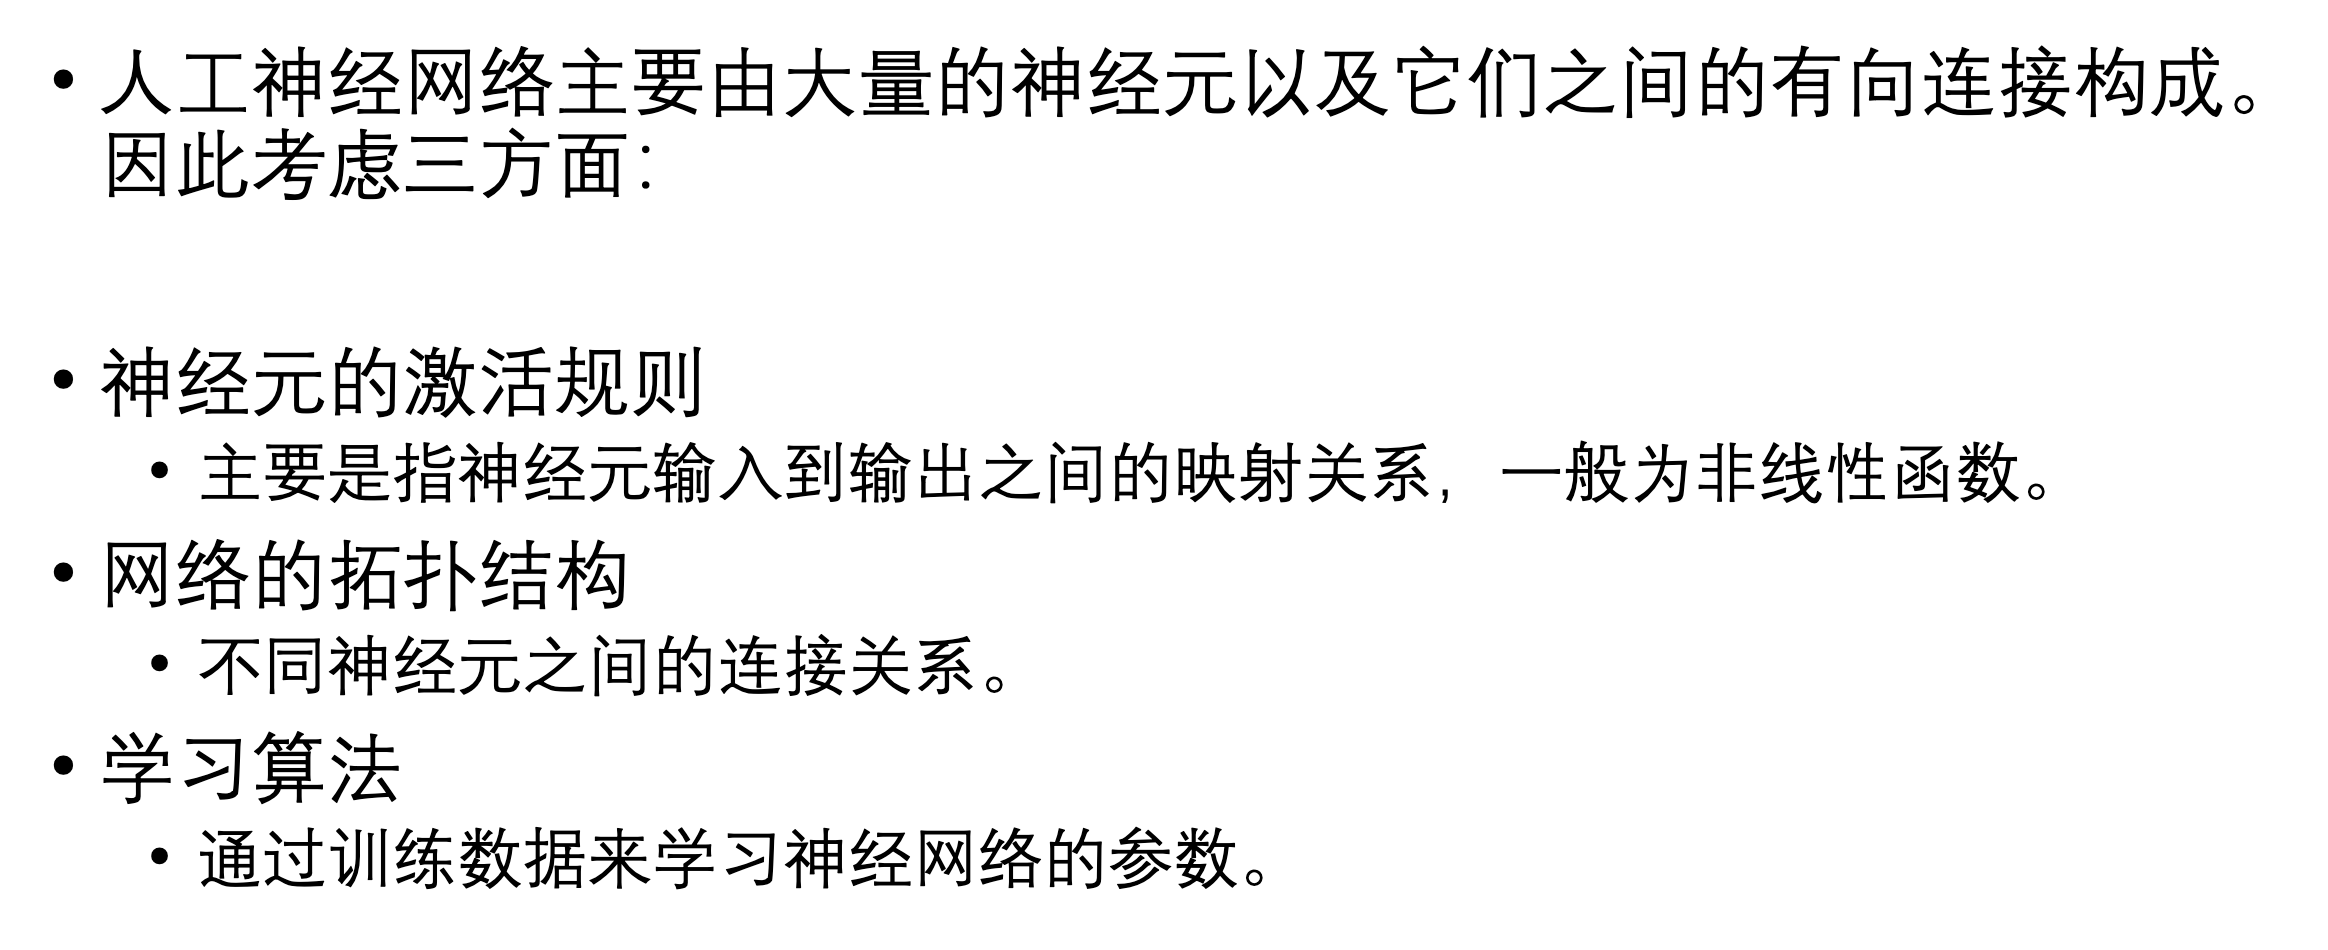 • 人工神经网络主要由大量的神经元以及它们之间的有向连接构成。
因此考虑三方面：
• 神经元的激活规则
• 主要是指神经元输入到输出之间的映射关系，一般为非线性函数。
• 网络的拓扑结构
• 不同神经元之间的连接关系。
• 学习算法
• 通过训练数据来学习神经网络的参数。